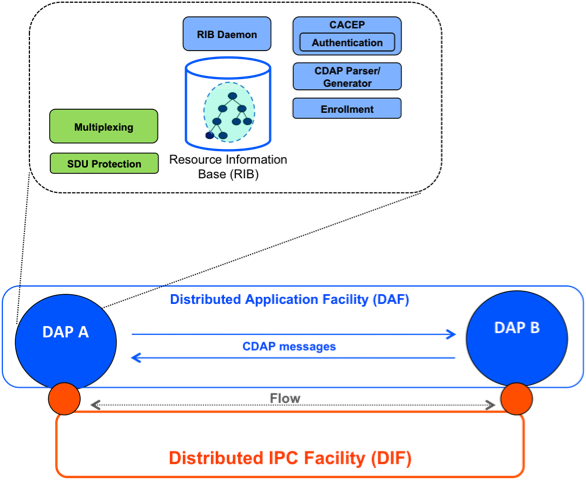 RIB Daemon
CACEP
Authentication
CDAP Parser/
Generator
Enrollment
Multiplexing
SDU Protection
Resource Information
Base (RIB)
Distributed Application Facility (DAF)
DAP A
DAP B
CDAP messages
Flow
Distributed IPC Facility (DIF)